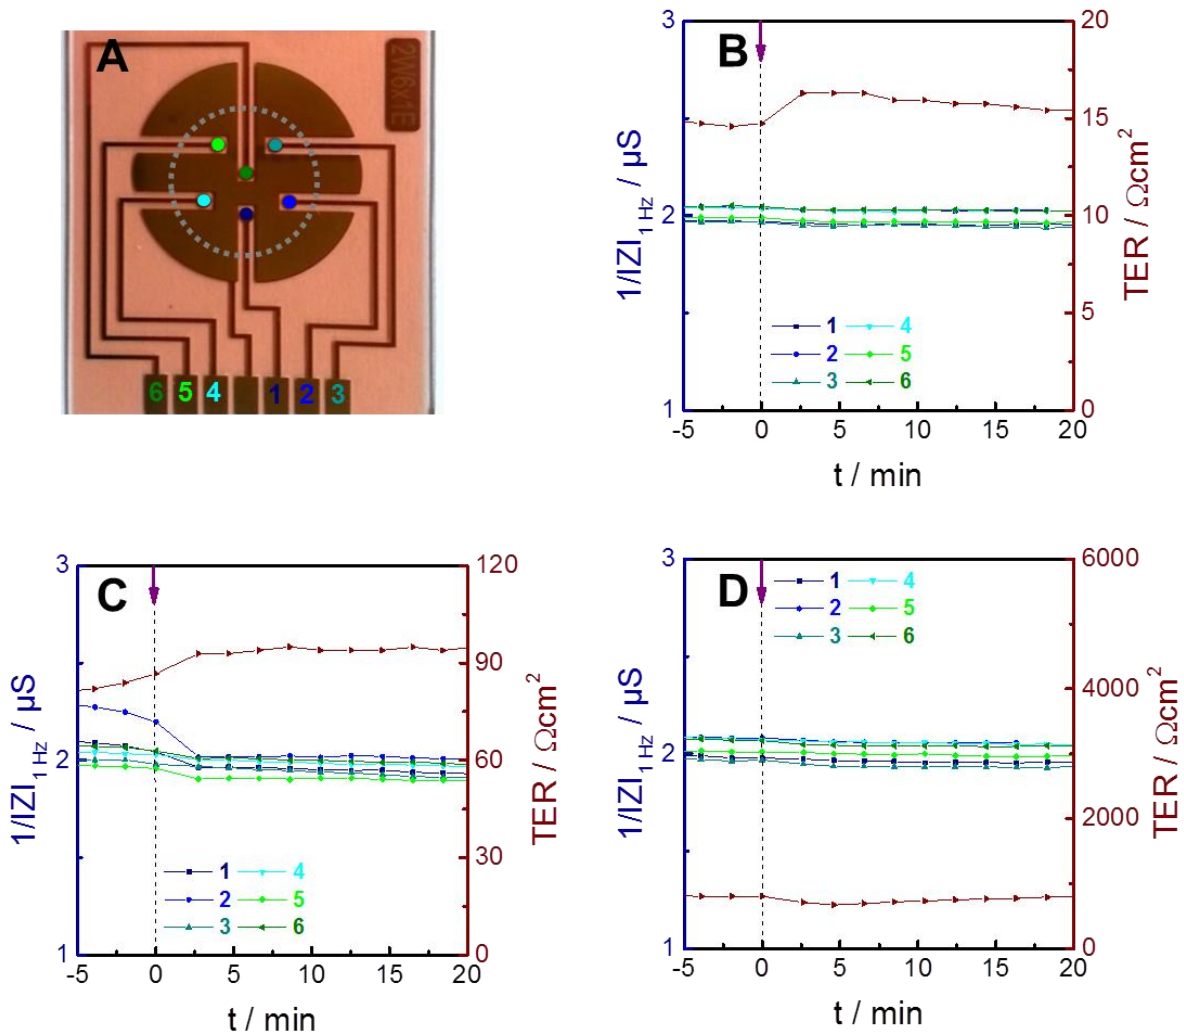 A
2W6x1E
6 5 4 1 2 3
B
3
2
1
1/IZI1 Hz / µS
20
15
10
5
0
TER / Ωcm2
1 4
2 5
3 6
-5 0 5 10 15 20
t / min
C
3
2
1
1/IZI1 Hz / µS
120
90
60
30
0
TER / Ωcm2
1 4
2 5
3 6
-5 0 5 10 15 20
t / min
D
3
2
1
1/IZI1 Hz / µS
6000
4000
2000
0
TER / Ωcm2
1 4
2 5
3 6
-5 0 5 10 15 20
t / min